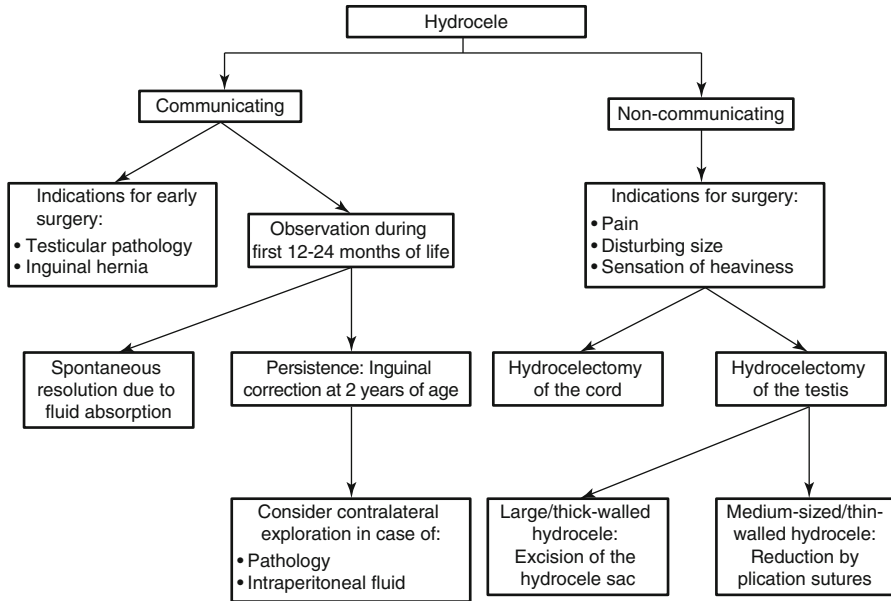 Hydrocele
Communicating
Non-communicating
Indications for early
surgery:
• Testicular pathology
• Inguinal hernia
Observation during
first 12-24 months of life
Indications for surgery:
• Pain
• Disturbing size
• Sensation of heaviness
Spontaneous
resolution due to
fluid absorption
Persistence: Inguinal
correction at 2 years of age
Hydrocelectomy
of the cord
Hydrocelectomy
of the testis
Consider contralateral
exploration in case of:
• Pathology
• Intraperitoneal fluid
Large/thick-walled
hydrocele:
Excision of the
hydrocele sac
Medium-sized/thin-
walled hydrocele:
Reduction by
plication sutures